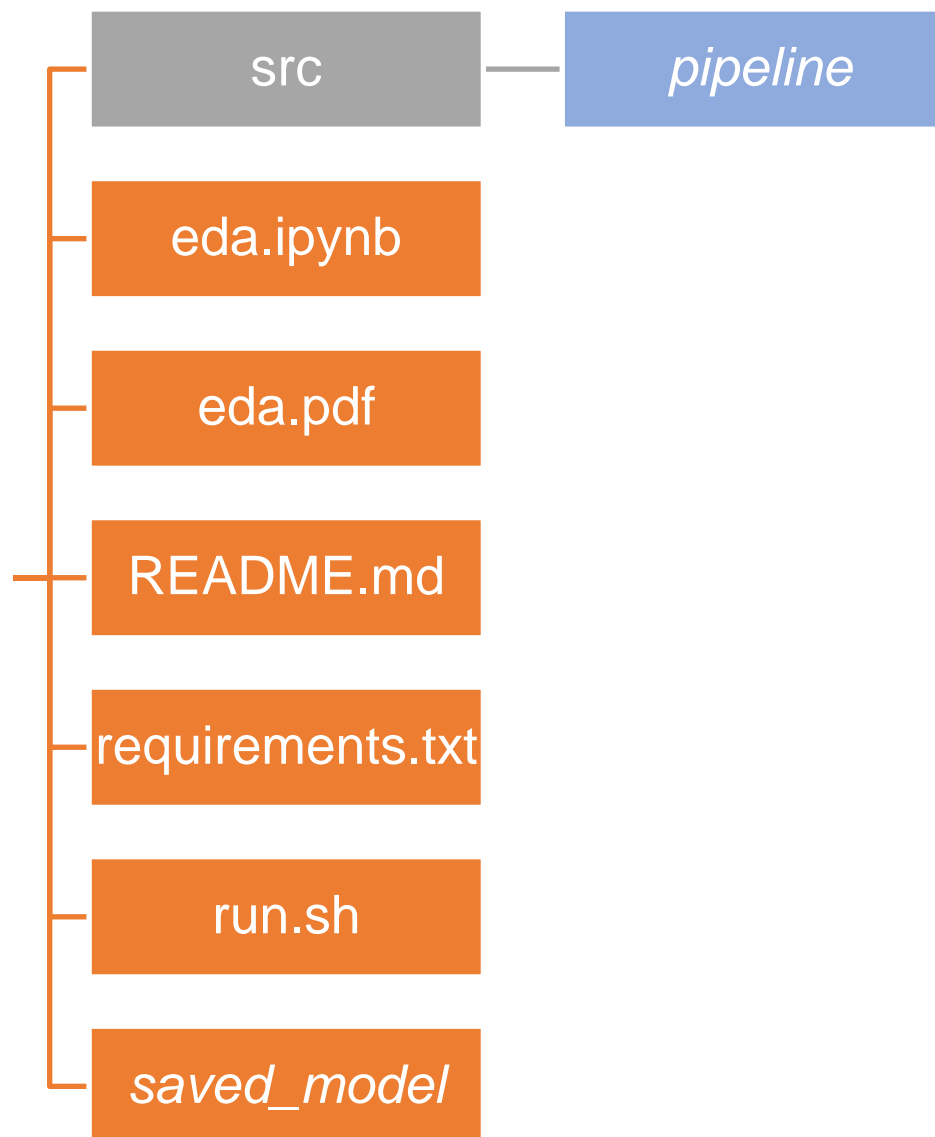 src
pipeline
eda.ipynb
eda.pdf
README.md
requirements.txt
run.sh
saved_model